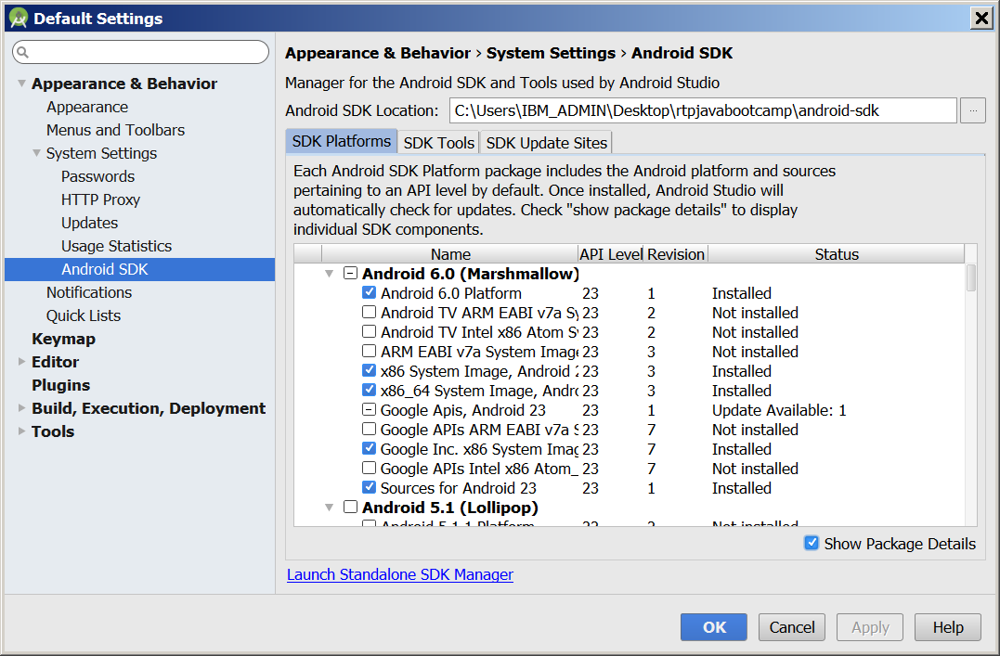 Default Settings
Appearance & Behavior
Appearance
Menus and Toolbars
System Settings
Passwords
HTTP Proxy
Updates
Usage Statistics
Android SDK
Notifications
Quick Lists
Keymap
Editor
Plugins
Build, Execution, Deployment
Tools
Appearance & Behavior › System Settings › Android SDK
Manager for the Android SDK and Tools used by Android Studio
Android SDK Location: C:\Users\IBM_ADMIN\Desktop\rtpjavabootcamp\android-sdk ...
SDK Platforms SDK Tools SDK Update Sites
Each Android SDK Platform package includes the Android platform and sources
pertaining to an API level by default. Once installed, Android Studio will
automatically check for updates. Check "show package details" to display
individual SDK components.
Name API Level Revision Status
Android 6.0 (Marshmallow)
Android 6.0 Platform 23 1 Installed
Android TV ARM EABI v7a Sy 23 2 Not installed
Android TV Intel x86 Atom Sy 23 2 Not installed
ARM EABI v7a System Image 23 3 Not installed
x86 System Image, Android 2 23 3 Installed
x86_64 System Image, Andro 23 3 Installed
Google Apis, Android 23 23 1 Update Available: 1
Google APIs ARM EABI v7a S 23 7 Not installed
Google Inc. x86 System Imag 23 7 Installed
Google APIs Intel x86 Atom_ 23 7 Not installed
Sources for Android 23 23 1 Installed
Android 5.1 (Lollipop)
Android 5.1.1 Platform 22 2 Not installed
Show Package Details
Launch Standalone SDK Manager
OK Cancel Apply Help